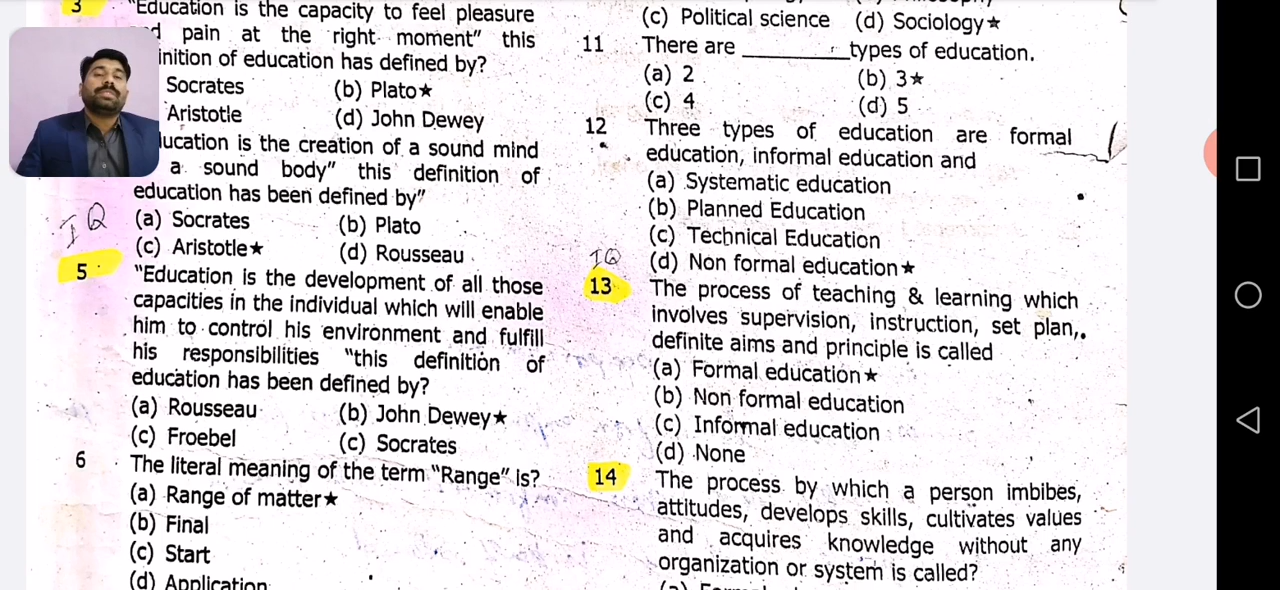 3 "Education is the capacity to feel pleasure
pain at the right moment" this
inition of education has defined by?
Socrates (b) Plato★
Aristotle (d) John Dewey
ucation is the creation of a sound mind
a sound body" this definition of
education has been defined by"
IQ
(a) Socrates (b) Plato
(c) Aristotle★ (d) Rousseau
5 "Education is the development of all those
capacities in the individual which will enable
him to control his environment and fulfill
his responsibilities "this definition of
education has been defined by?
(a) Rousseau (b) John Dewey★
(c) Froebel (c) Socrates
6 The literal meaning of the term "Range" is?
(a) Range of matter★
(b) Final
(c) Start
(d) Application
(c) Political science (d) Sociology★
11 There are ________ types of education.
(a) 2 (b) 3★
(c) 4 (d) 5
12 Three types of education are formal
education, informal education and
(a) Systematic education
(b) Planned Education
(c) Technical Education
(d) Non formal education★
IQ
13 The process of teaching & learning which
involves supervision, instruction, set plan,
definite aims and principle is called
(a) Formal education★
(b) Non formal education
(c) Informal education
(d) None
14 The process by which a person imbibes,
attitudes, develops skills, cultivates values
and acquires knowledge without any
organization or system is called?